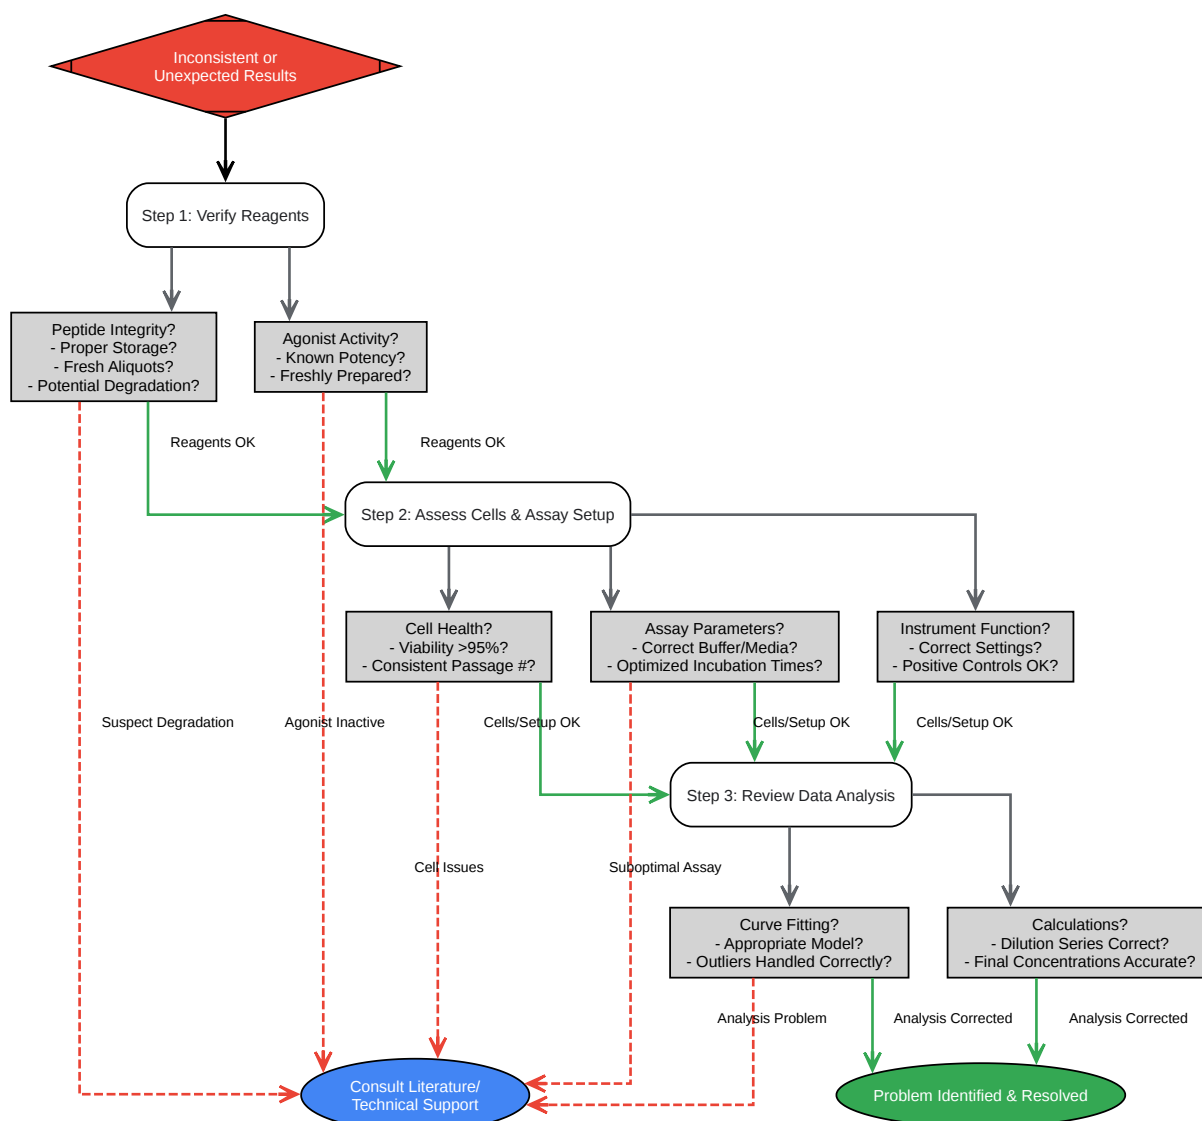 Inconsistent or
Unexpected Results
Step 1: Verify Reagents
Peptide Integrity?
- Proper Storage?
- Fresh Aliquots?
- Potential Degradation?
Agonist Activity?
- Known Potency?
- Freshly Prepared?
Reagents OK
Reagents OK
Step 2: Assess Cells & Assay Setup
Cell Health?
- Viability >95%?
- Consistent Passage #?
Assay Parameters?
- Correct Buffer/Media?
- Optimized Incubation Times?
Instrument Function?
- Correct Settings?
- Positive Controls OK?
Suspect Degradation
Agonist Inactive
Cells/Setup OK
Cells/Setup OK
Cells/Setup OK
Step 3: Review Data Analysis
Cell Issues
Suboptimal Assay
Curve Fitting?
- Appropriate Model?
- Outliers Handled Correctly?
Calculations?
- Dilution Series Correct?
- Final Concentrations Accurate?
Analysis Problem
Analysis Corrected
Analysis Corrected
Consult Literature/
Technical Support
Problem Identified & Resolved